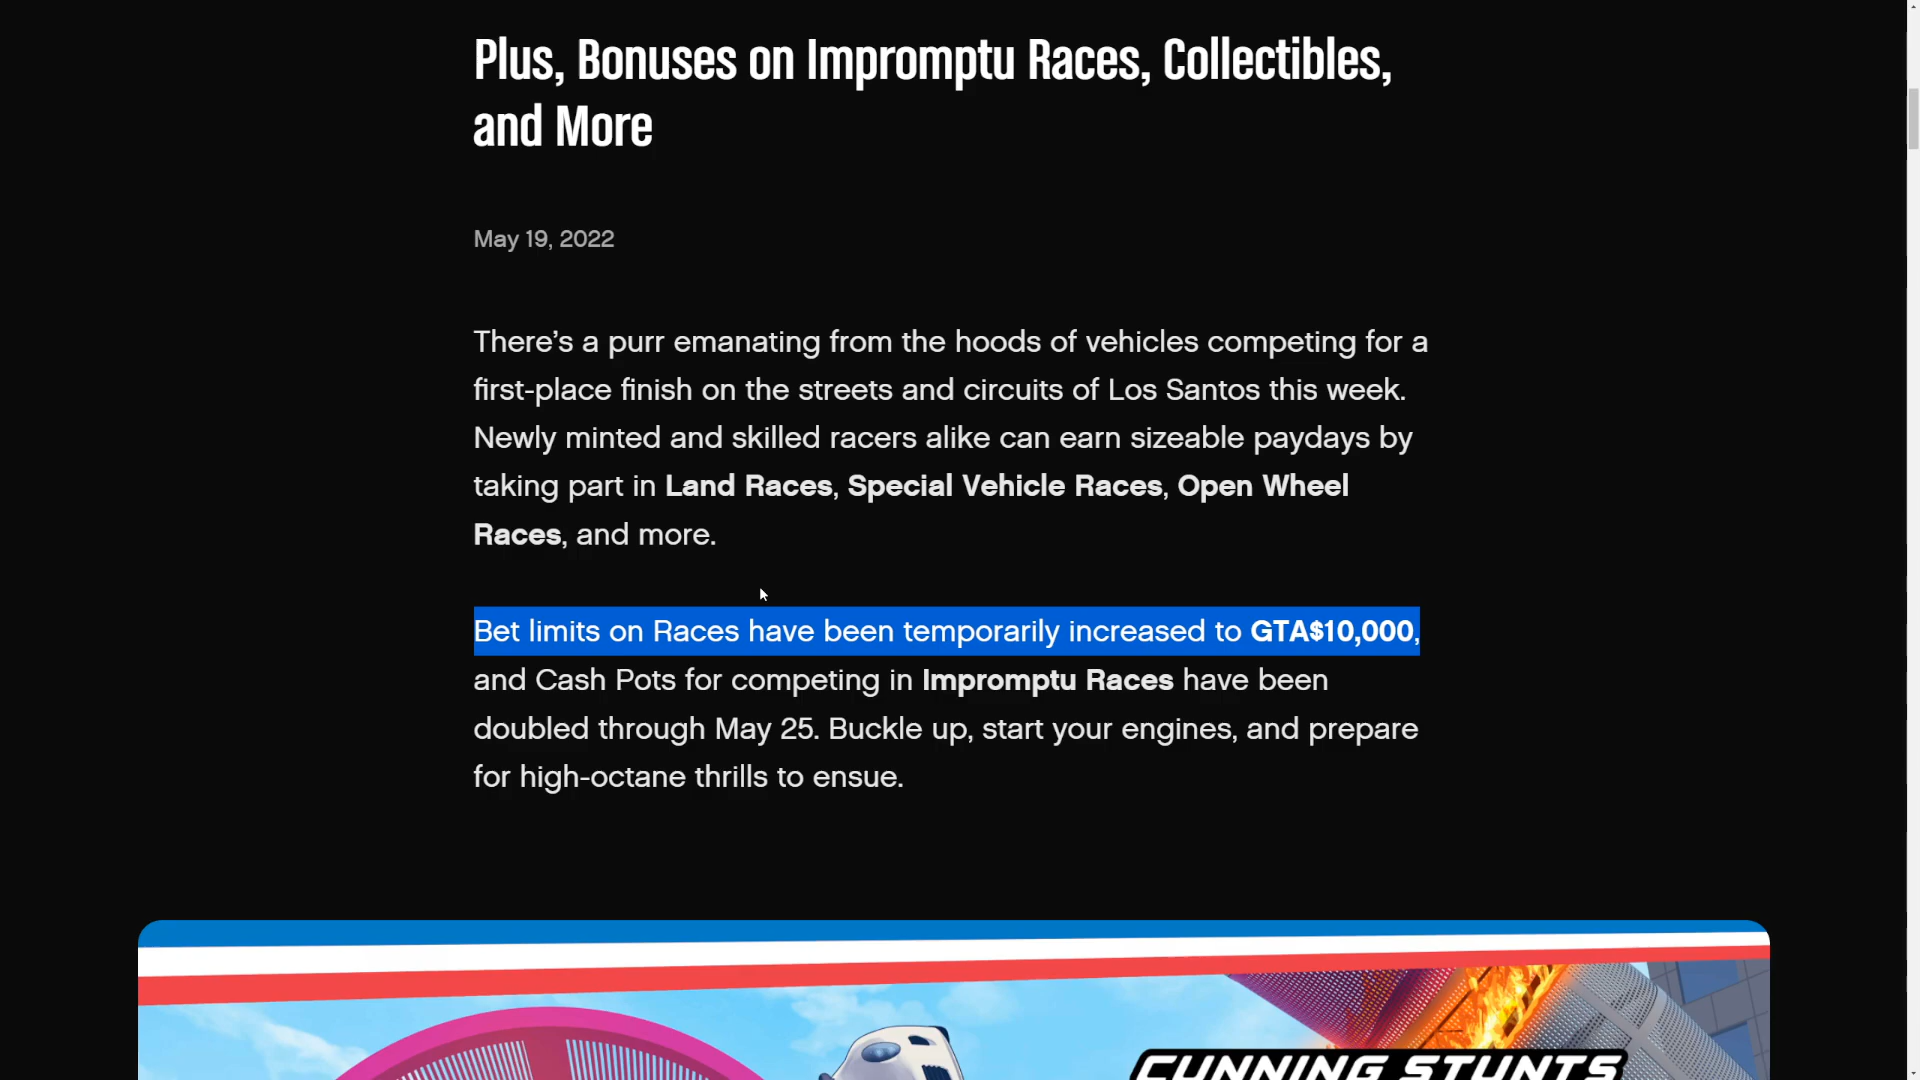 Plus, Bonuses on Impromptu Races, Collectibles,
and More
May 19, 2022
There’s a purr emanating from the hoods of vehicles competing for a
first-place finish on the streets and circuits of Los Santos this week.
Newly minted and skilled racers alike can earn sizeable paydays by
taking part in Land Races, Special Vehicle Races, Open Wheel
Races, and more.
Bet limits on Races have been temporarily increased to GTA$10,000,
and Cash Pots for competing in Impromptu Races have been
doubled through May 25. Buckle up, start your engines, and prepare
for high-octane thrills to ensue.
CUNNING STUNTS